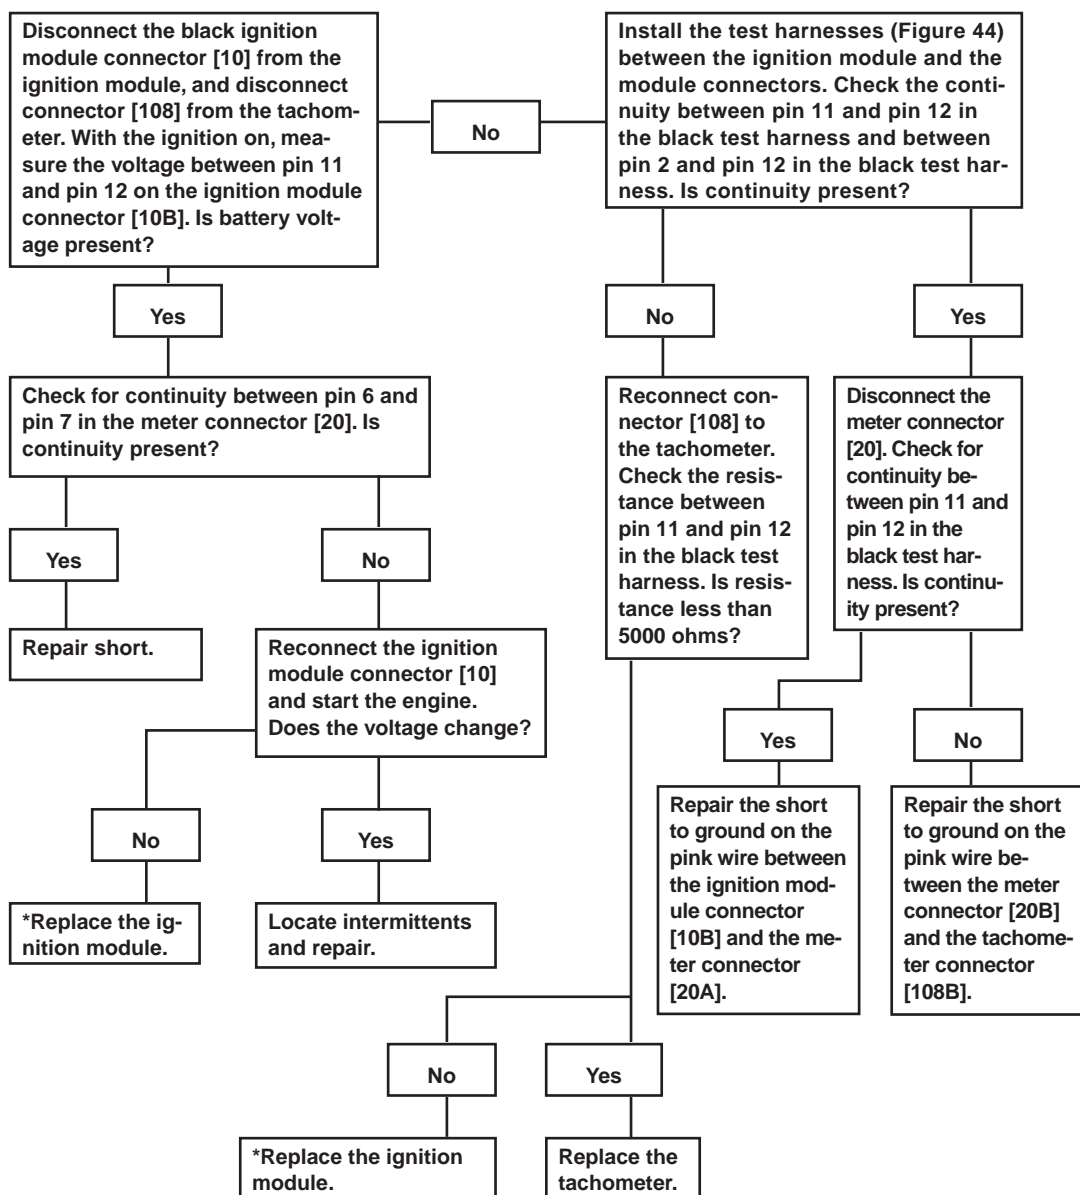 Disconnect the black ignition
module connector [10] from the
ignition module, and disconnect
connector [108] from the tachom-
eter. With the ignition on, mea-
sure the voltage between pin 11
and pin 12 on the ignition module
connector [10B]. Is battery volt-
age present?
No
Install the test harnesses (Figure 44)
between the ignition module and the
module connectors. Check the conti-
nuity between pin 11 and pin 12 in
the black test harness and between
pin 2 and pin 12 in the black test har-
ness. Is continuity present?
Yes
No
Yes
Check for continuity between pin 6 and
pin 7 in the meter connector [20]. Is
continuity present?
Reconnect con-
nector [108] to
the tachometer.
Check the resis-
tance between
pin 11 and pin 12
in the black test
harness. Is resis-
tance less than
5000 ohms?
Disconnect the
meter connector
[20]. Check for
continuity be-
tween pin 11 and
pin 12 in the
black test har-
ness. Is continu-
ity present?
Yes
No
Repair short.
Reconnect the ignition
module connector [10]
and start the engine.
Does the voltage change?
Yes
No
No
Yes
Repair the short
to ground on the
pink wire between
the ignition mod-
ule connector
[10B] and the me-
ter connector
[20A].
Repair the short
to ground on the
pink wire be-
tween the meter
connector [20B]
and the tachome-
ter connector
[108B].
*Replace the ig-
nition module.
Locate intermittents
and repair.
No
Yes
*Replace the ignition
module.
Replace the
tachometer.